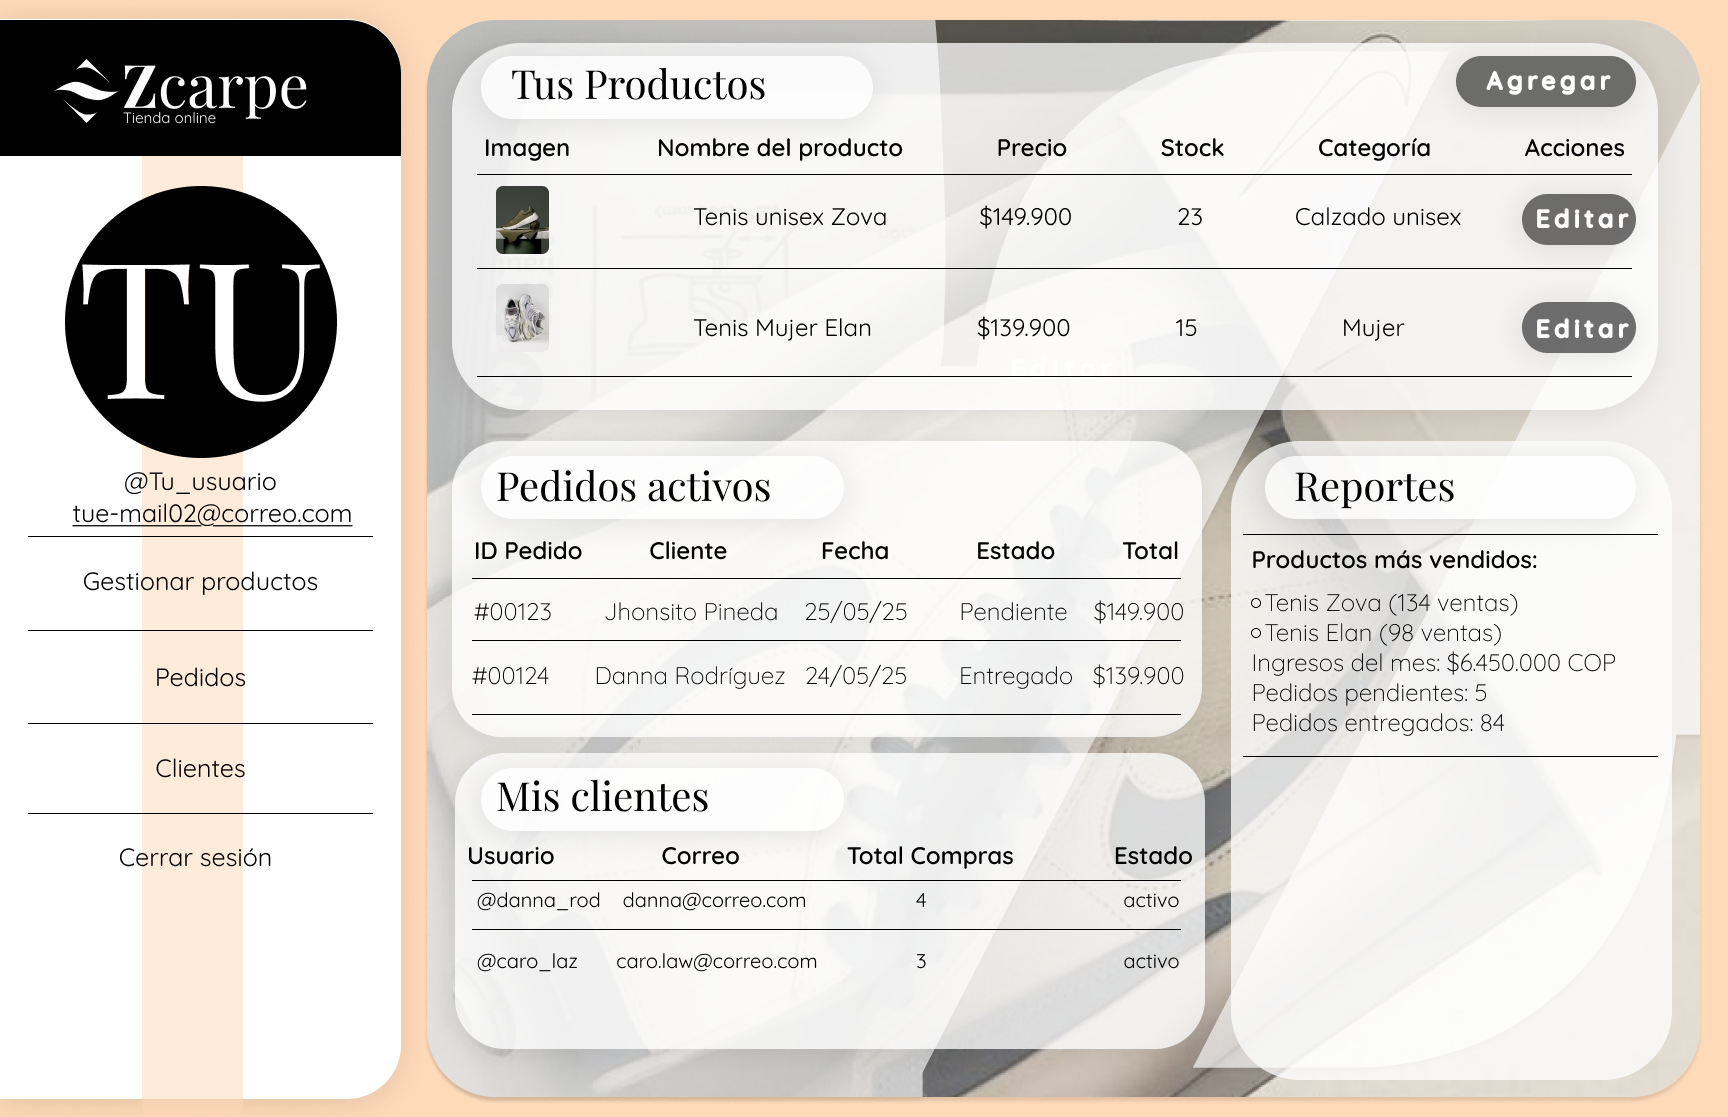 Zcarpe
Tienda online
TU
@Tu_usuario
tue-mail02@correo.com
Gestionar productos
Pedidos
Clientes
Cerrar sesión
Tus Productos
Agregar
Imagen Nombre del producto Precio Stock Categoría Acciones
Tenis unisex Zova $149.900 23 Calzado unisex Editar
Tenis Mujer Elan $139.900 15 Mujer Editar
Editar
Pedidos activos
ID Pedido Cliente Fecha Estado Total
#00123 Jhonsito Pineda 25/05/25 Pendiente $149.900
#00124 Danna Rodríguez 24/05/25 Entregado $139.900
Mis clientes
Usuario Correo Total Compras Estado
@danna_rod danna@correo.com 4 activo
@caro_laz caro.law@correo.com 3 activo
Reportes
Productos más vendidos:
Tenis Zova (134 ventas)
Tenis Elan (98 ventas)
Ingresos del mes: $6.450.000 COP
Pedidos pendientes: 5
Pedidos entregados: 84